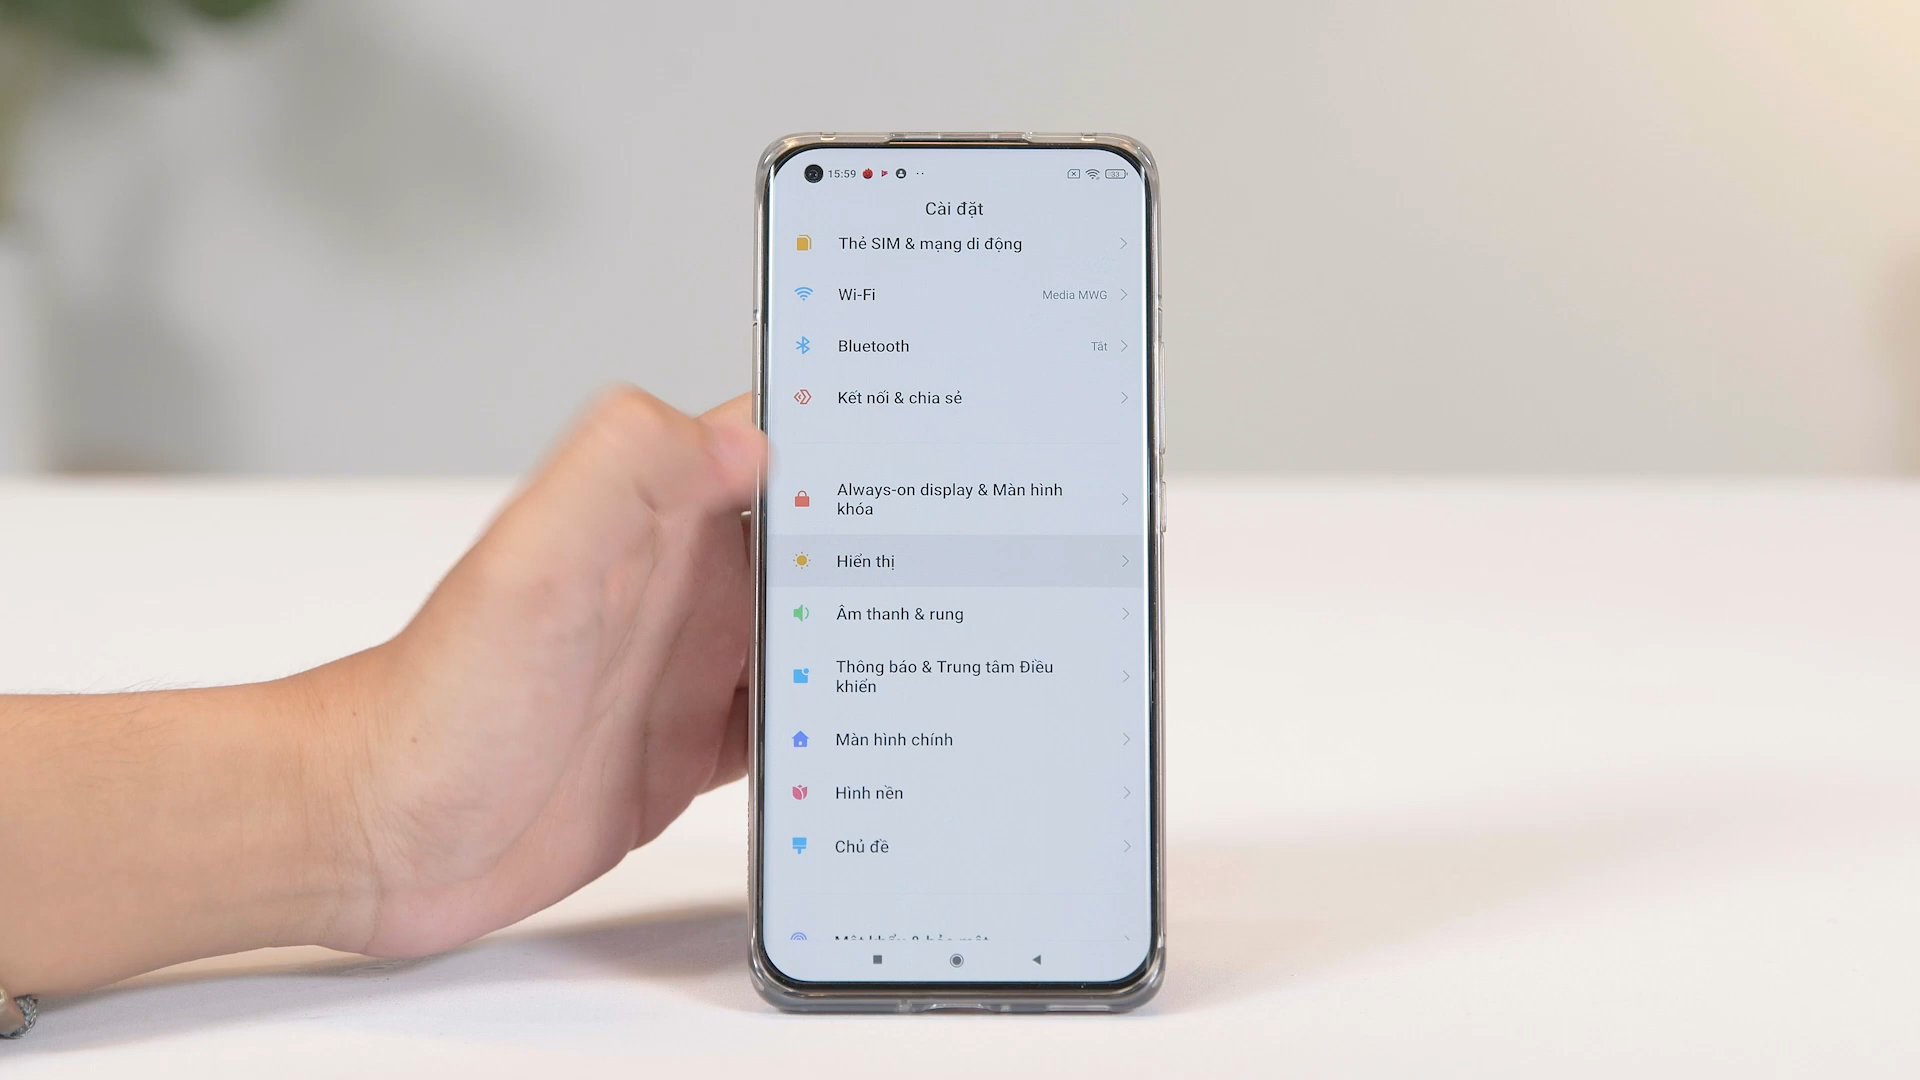 15:59
33
Cài đặt
Thẻ SIM & mạng di động
Wi-Fi
Media MWG
Bluetooth
Tắt
Kết nối & chia sẻ
Always-on display & Màn hình
khóa
Hiển thị
Âm thanh & rung
Thông báo & Trung tâm Điều
khiển
Màn hình chính
Hình nền
Chủ đề